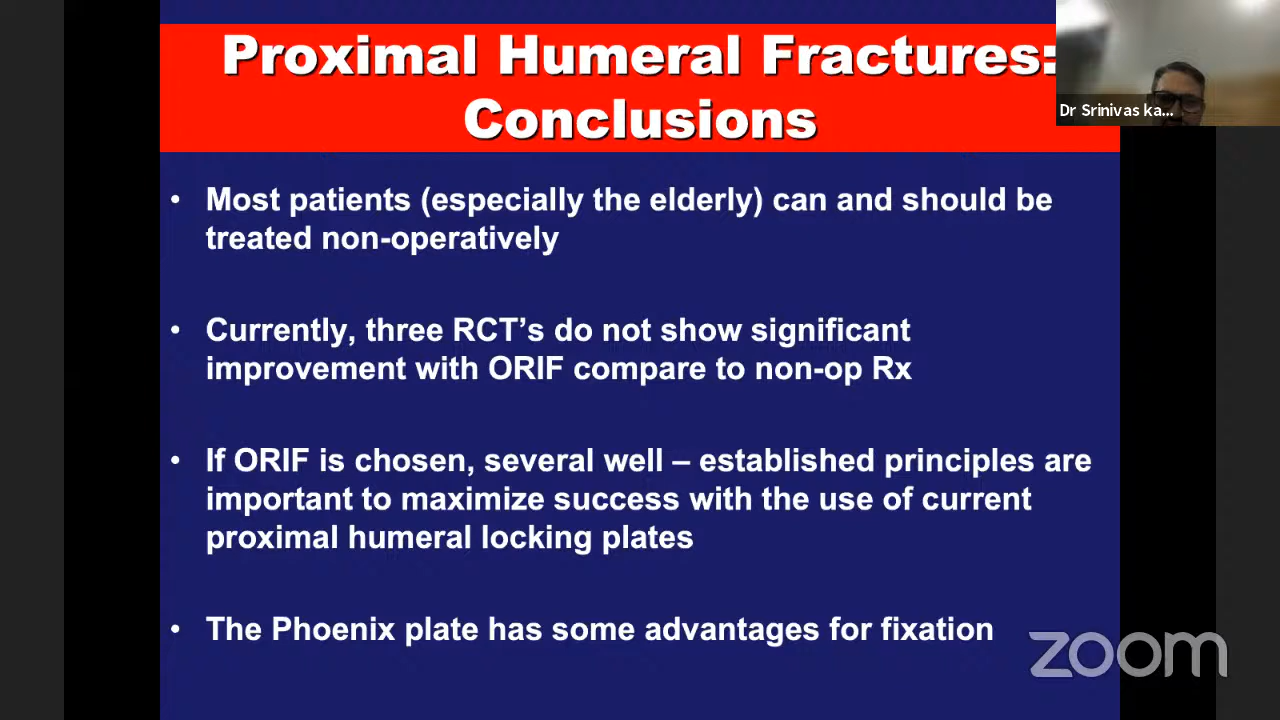 Proximal Humeral Fractures:
Conclusions
Dr Srinivas ka...
• Most patients (especially the elderly) can and should be
treated non-operatively
• Currently, three RCT's do not show significant
improvement with ORIF compare to non-op Rx
• If ORIF is chosen, several well – established principles are
important to maximize success with the use of current
proximal humeral locking plates
• The Phoenix plate has some advantages for fixation
zoom